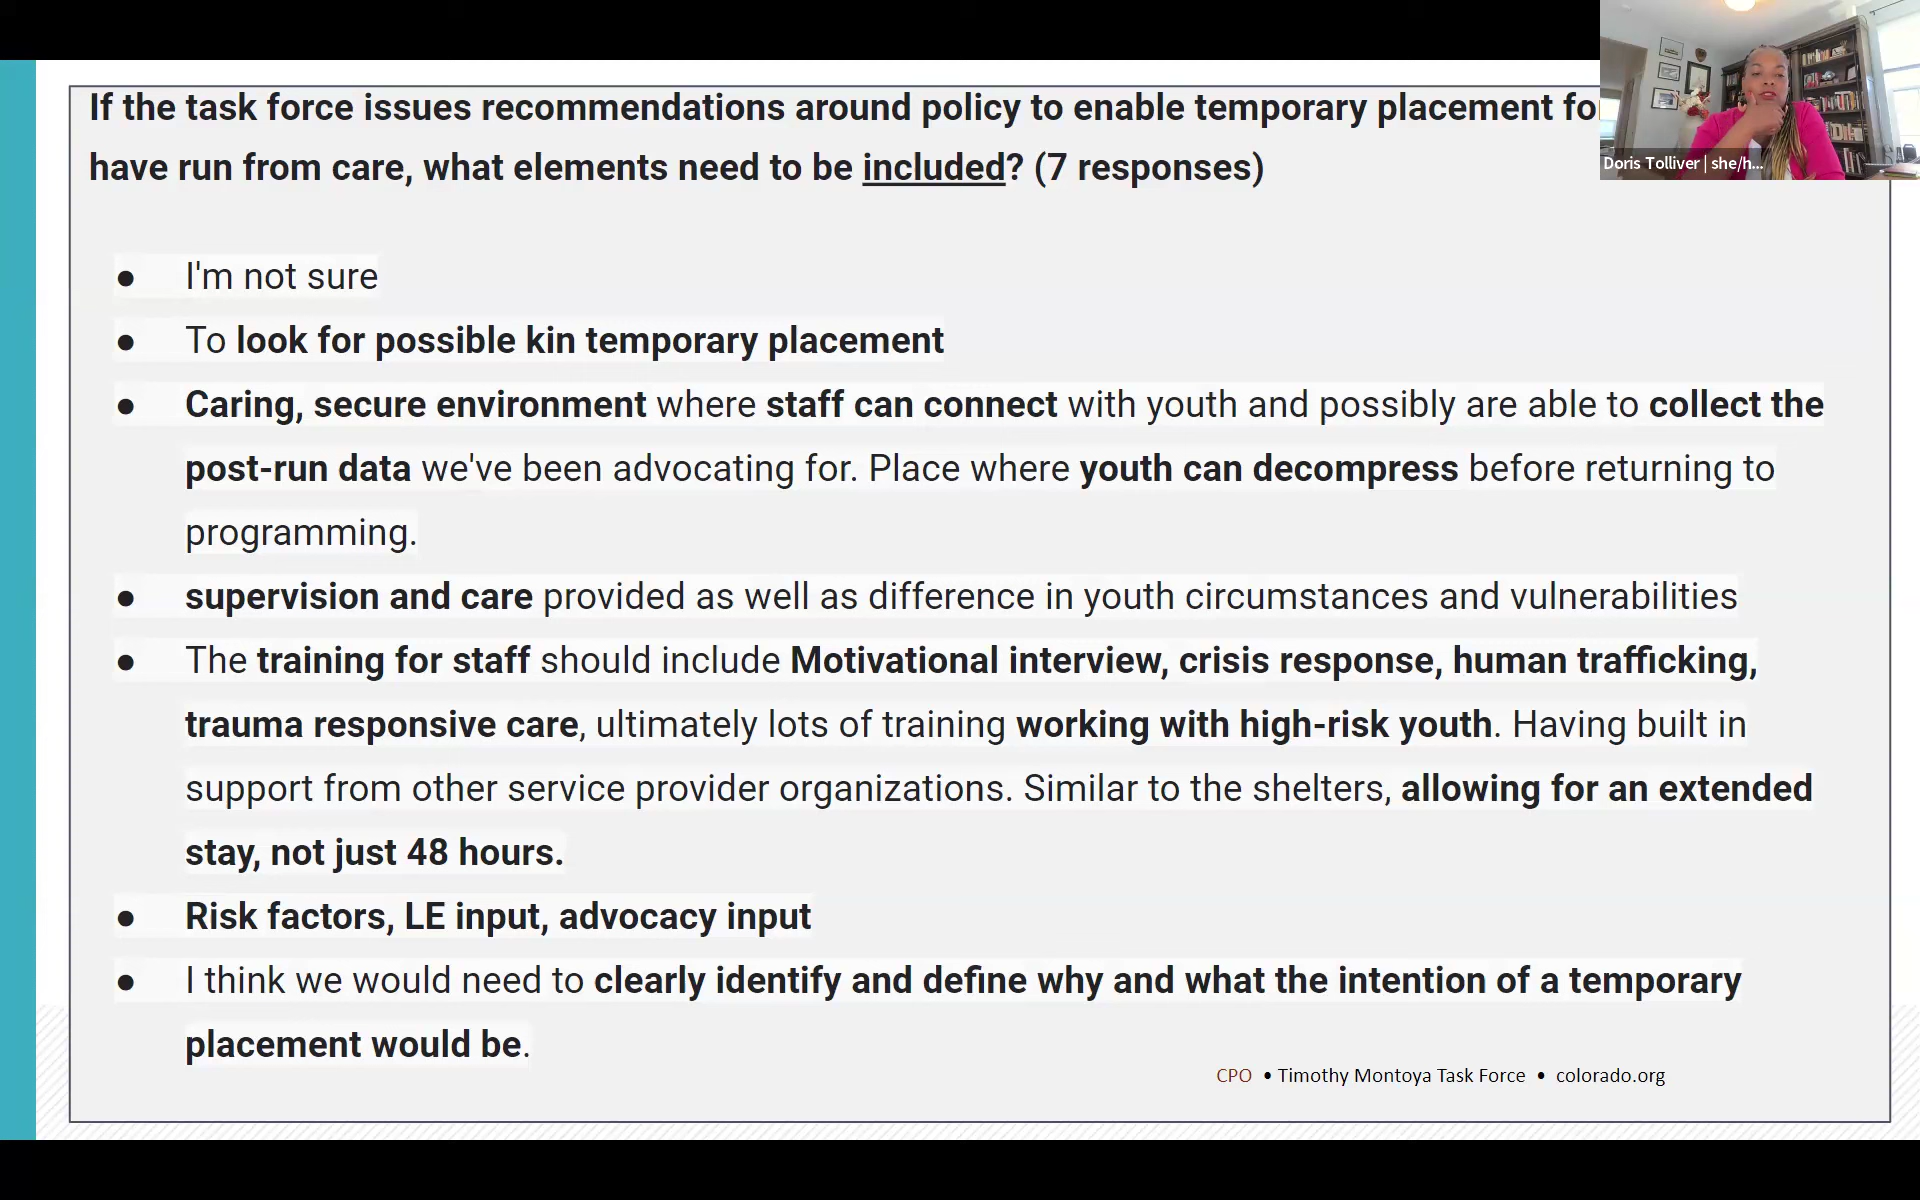 If the task force issues recommendations around policy to enable temporary placement fo
have run from care, what elements need to be included? (7 responses)
Doris Tolliver | she/h...
● I'm not sure
● To look for possible kin temporary placement
● Caring, secure environment where staff can connect with youth and possibly are able to collect the
post-run data we've been advocating for. Place where youth can decompress before returning to
programming.
● supervision and care provided as well as difference in youth circumstances and vulnerabilities
● The training for staff should include Motivational interview, crisis response, human trafficking,
trauma responsive care, ultimately lots of training working with high-risk youth. Having built in
support from other service provider organizations. Similar to the shelters, allowing for an extended
stay, not just 48 hours.
● Risk factors, LE input, advocacy input
● I think we would need to clearly identify and define why and what the intention of a temporary
placement would be.
CPO • Timothy Montoya Task Force • colorado.org